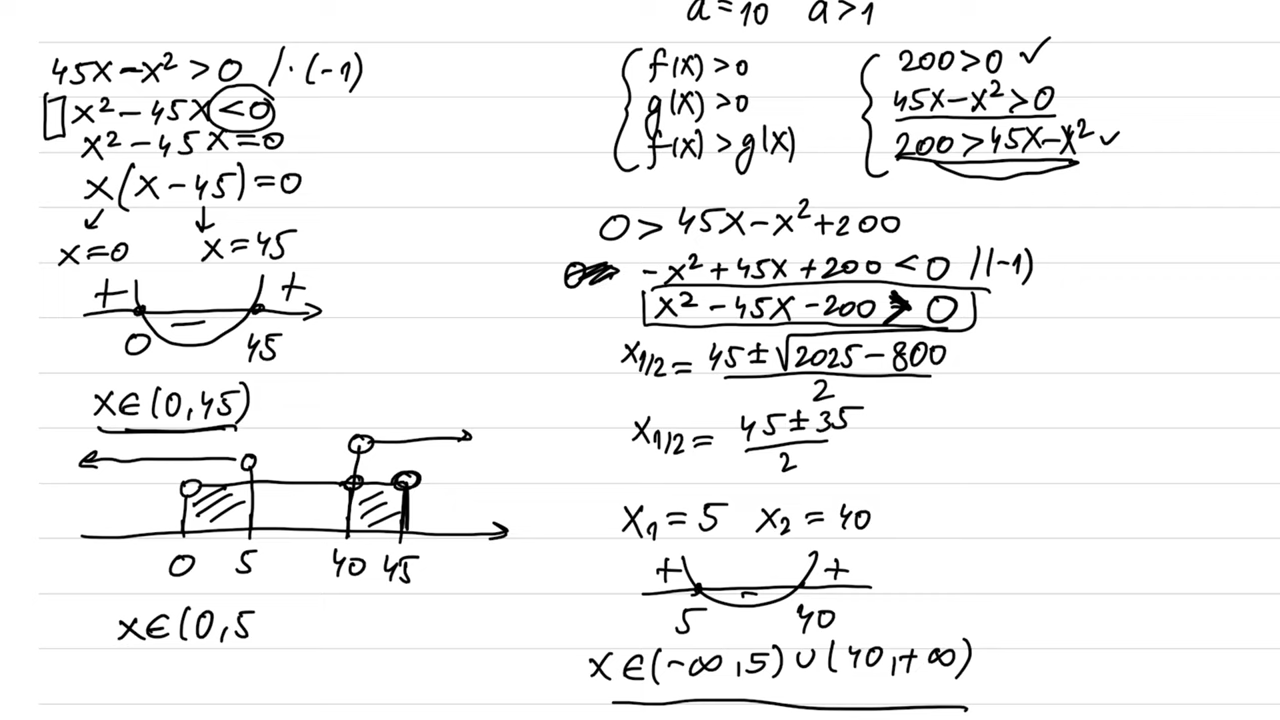 45x-x² > 0 /·(-1)
x² - 45x < 0
x² - 45x = 0
x(x-45) = 0
x=0 x=45
+ - +
0 45
x∈(0,45)
0 5 40 45
x∈(0,5
a=10 a>1
f(x)>0
g(x)>0
f(x)>g(x)
200>0 ✓
45x-x²>0
200>45x-x² ✓
0 > 45x-x²+200
-x²+45x+200 < 0 /(-1)
x² - 45x - 200 > 0
x1/2 = 45±√2025-800 / 2
x1/2 = 45±35 / 2
x₁ = 5 x₂ = 40
+ - +
5 40
x∈(-∞,5)∪(40,+∞)